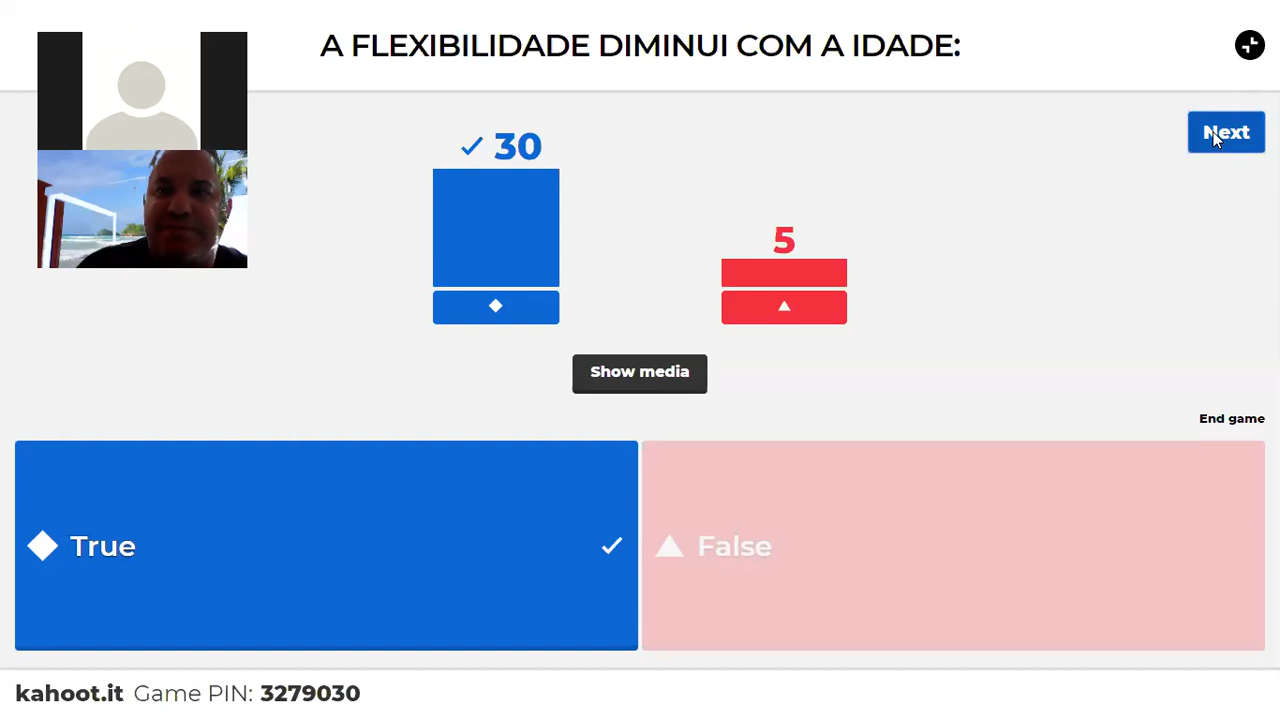 A FLEXIBILIDADE DIMINUI COM A IDADE:
Next
30
5
Show media
End game
True
False
kahoot.it Game PIN: 3279030